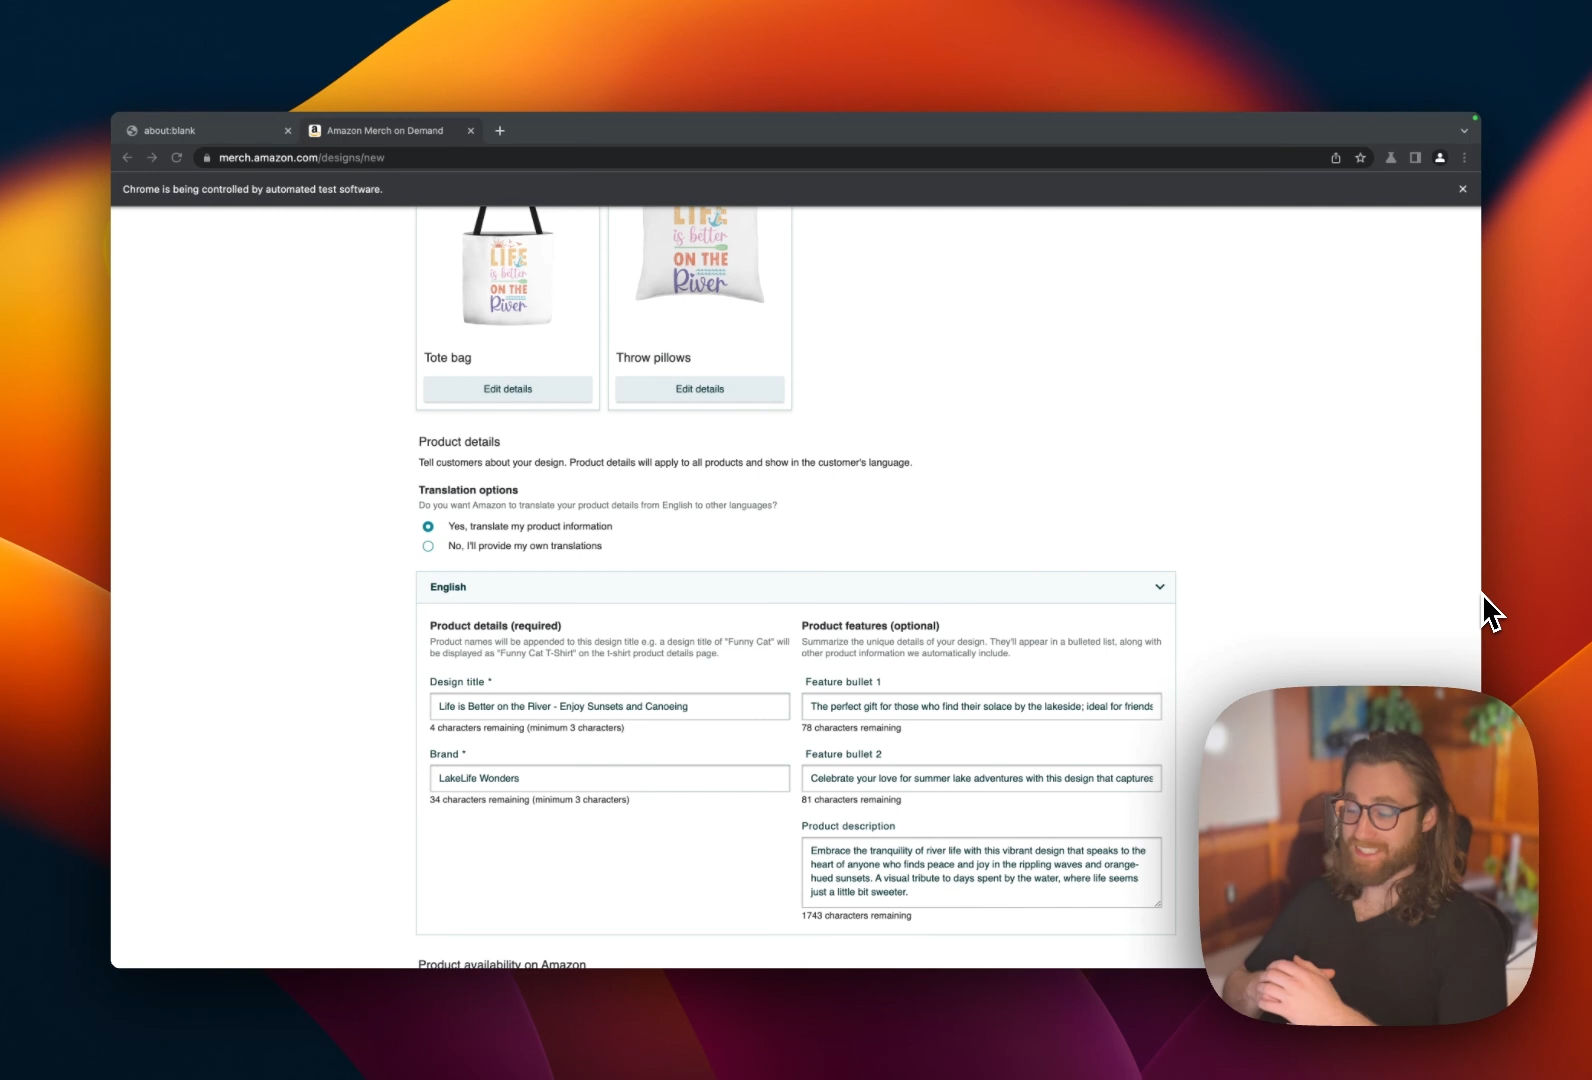 about:blank
Amazon Merch on Demand
merch.amazon.com/designs/new
Chrome is being controlled by automated test software.
LIFE
is better
ON THE
River
LIFE
is better
ON THE
River
Tote bag
Throw pillows
Edit details
Edit details
Product details
Tell customers about your design. Product details will apply to all products and show in the customer's language.
Translation options
Do you want Amazon to translate your product details from English to other languages?
Yes, translate my product information
No, I'll provide my own translations
English
Product details (required)
Product names will be appended to this design title e.g. a design title of "Funny Cat" will
be displayed as "Funny Cat T-Shirt" on the t-shirt product details page.
Design title *
Life is Better on the River - Enjoy Sunsets and Canoeing
4 characters remaining (minimum 3 characters)
Brand *
LakeLife Wonders
34 characters remaining (minimum 3 characters)
Product features (optional)
Summarize the unique details of your design. They'll appear in a bulleted list, along with
other product information we automatically include.
Feature bullet 1
The perfect gift for those who find their solace by the lakeside; ideal for friends
78 characters remaining
Feature bullet 2
Celebrate your love for summer lake adventures with this design that captures
81 characters remaining
Product description
Embrace the tranquility of river life with this vibrant design that speaks to the
heart of anyone who finds peace and joy in the rippling waves and orange-
hued sunsets. A visual tribute to days spent by the water, where life seems
just a little bit sweeter.
1743 characters remaining
Product availability on Amazon